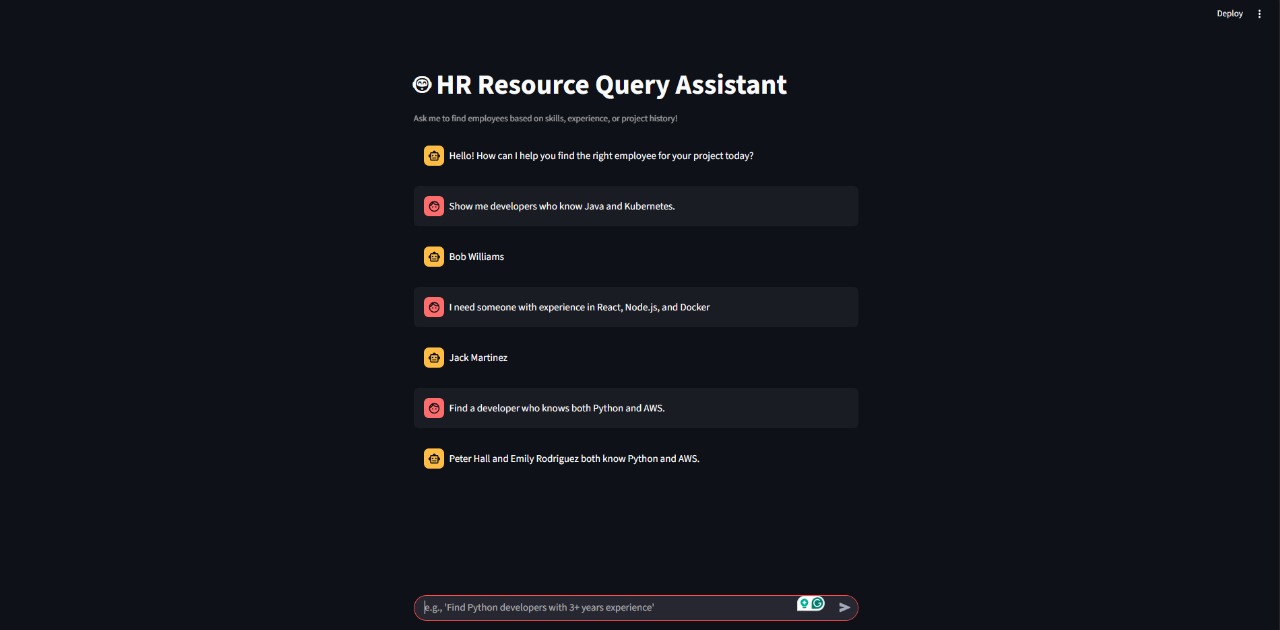 Deploy
HR Resource Query Assistant
Ask me to find employees based on skills, experience, or project history!
Hello! How can I help you find the right employee for your project today?
Show me developers who know Java and Kubernetes.
Bob Williams
I need someone with experience in React, Node.js, and Docker
Jack Martinez
Find a developer who knows both Python and AWS.
Peter Hall and Emily Rodriguez both know Python and AWS.
e.g., 'Find Python developers with 3+ years experience'